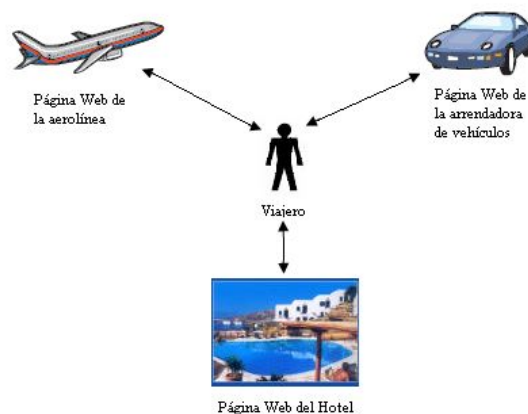 Página Web de
la aerolínea
Página Web de
la arrendadora
de vehículos
Viajero
Página Web del Hotel